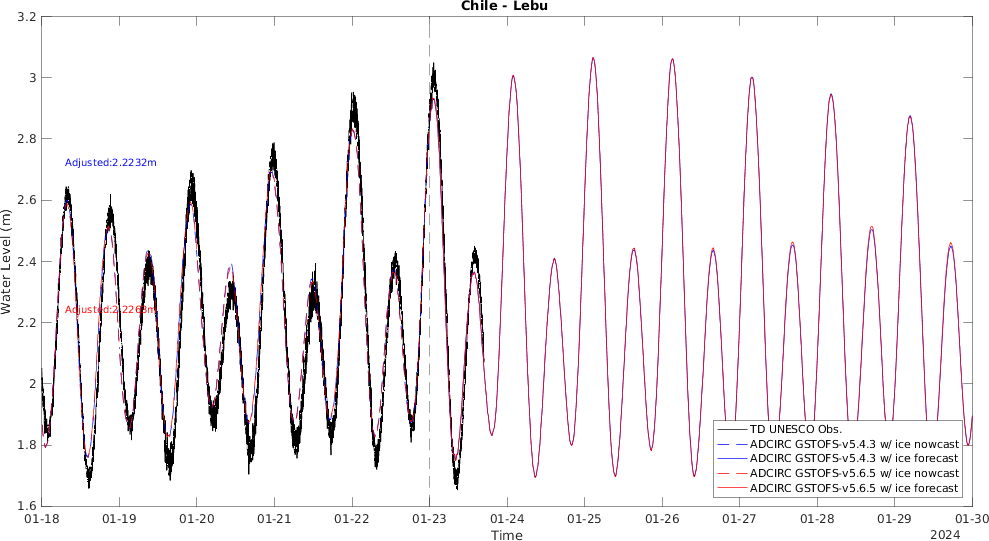 Chile - Lebu
3.2
3
2.8
2.6
2.4
2.2
2
1.8
1.6
Water Level (m)
Adjusted:2.2232m
Adjusted:2.2263m
TD UNESCO Obs.
ADCIRC GSTOFS-v5.4.3 w/ ice nowcast
ADCIRC GSTOFS-v5.4.3 w/ ice forecast
ADCIRC GSTOFS-v5.6.5 w/ ice nowcast
ADCIRC GSTOFS-v5.6.5 w/ ice forecast
01-18 01-19 01-20 01-21 01-22 01-23 01-24 01-25 01-26 01-27 01-28 01-29 01-30
Time
2024